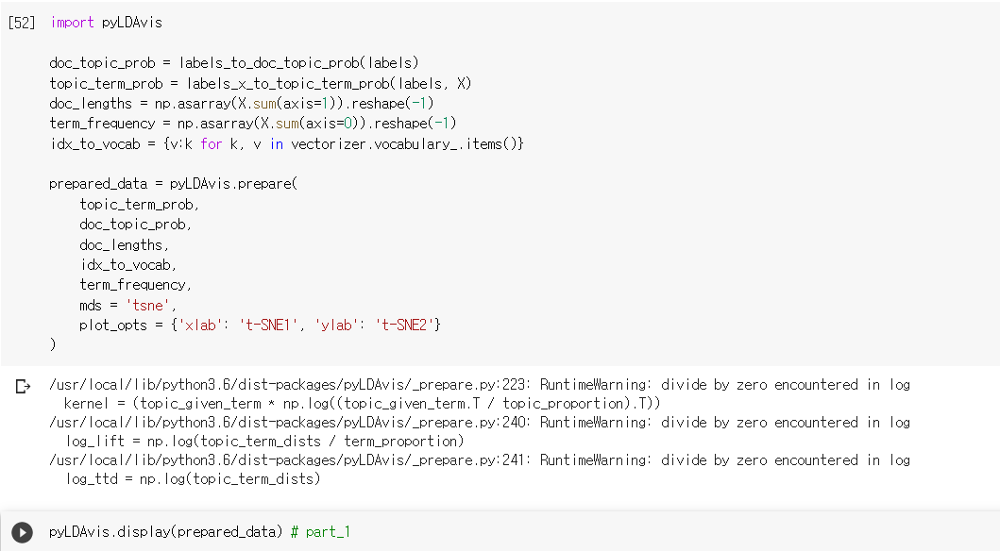 [52] import pyLDAvis
doc_topic_prob = labels_to_doc_topic_prob(labels)
topic_term_prob = labels_x_to_topic_term_prob(labels, X)
doc_lengths = np.asarray(X.sum(axis=1)).reshape(-1)
term_frequency = np.asarray(X.sum(axis=0)).reshape(-1)
idx_to_vocab = {v:k for k, v in vectorizer.vocabulary_.items()}
prepared_data = pyLDAvis.prepare(
    topic_term_prob,
    doc_topic_prob,
    doc_lengths,
    idx_to_vocab,
    term_frequency,
    mds = 'tsne',
    plot_opts = {'xlab': 't-SNE1', 'ylab': 't-SNE2'}
)
/usr/local/lib/python3.6/dist-packages/pyLDAvis/_prepare.py:223: RuntimeWarning: divide by zero encountered in log
  kernel = (topic_given_term * np.log((topic_given_term.T / topic_proportion).T))
/usr/local/lib/python3.6/dist-packages/pyLDAvis/_prepare.py:240: RuntimeWarning: divide by zero encountered in log
  log_lift = np.log(topic_term_dists / term_proportion)
/usr/local/lib/python3.6/dist-packages/pyLDAvis/_prepare.py:241: RuntimeWarning: divide by zero encountered in log
  log_ttd = np.log(topic_term_dists)
pyLDAvis.display(prepared_data) # part_1